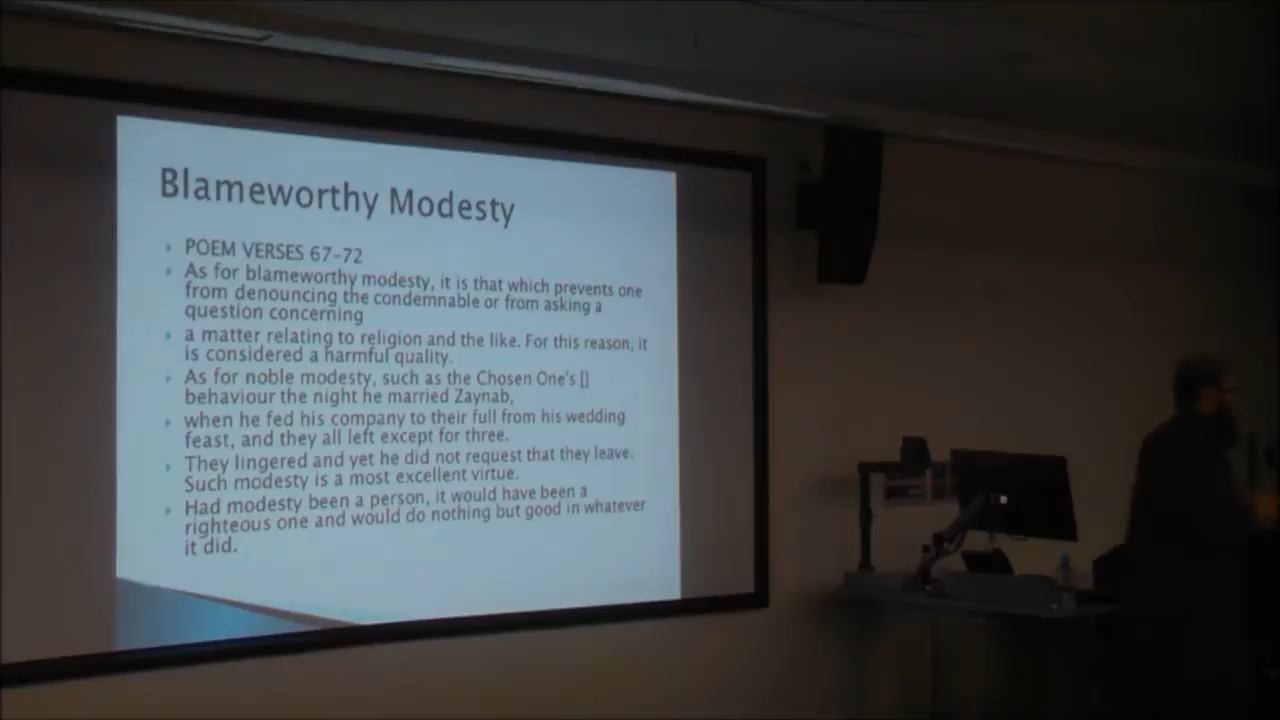 Blameworthy Modesty
POEM VERSES 67-72
As for blameworthy modesty, it is that which prevents one
from denouncing the condemnable or from asking a
question concerning
a matter relating to religion and the like. For this reason, it
is considered a harmful quality.
As for noble modesty, such as the Chosen One's []
behaviour the night he married Zaynab,
when he fed his company to their full from his wedding
feast, and they all left except for three.
They lingered and yet he did not request that they leave.
Such modesty is a most excellent virtue.
Had modesty been a person, it would have been a
righteous one and would do nothing but good in whatever
it did.